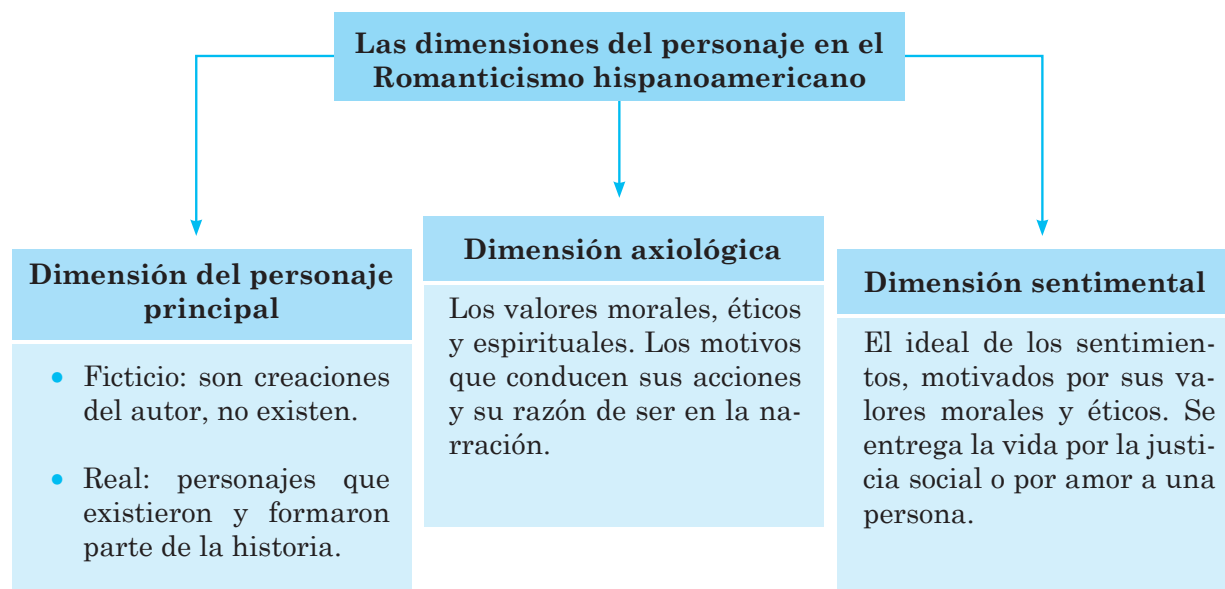 Las dimensiones del personaje en el
Romanticismo hispanoamericano
Dimensión del personaje
principal
• Ficticio: son creaciones
del autor, no existen.
• Real: personajes que
existieron y formaron
parte de la historia.
Dimensión axiológica
Los valores morales, éticos
y espirituales. Los motivos
que conducen sus acciones
y su razón de ser en la na-
rración.
Dimensión sentimental
El ideal de los sentimien-
tos, motivados por sus va-
lores morales y éticos. Se
entrega la vida por la justi-
cia social o por amor a una
persona.